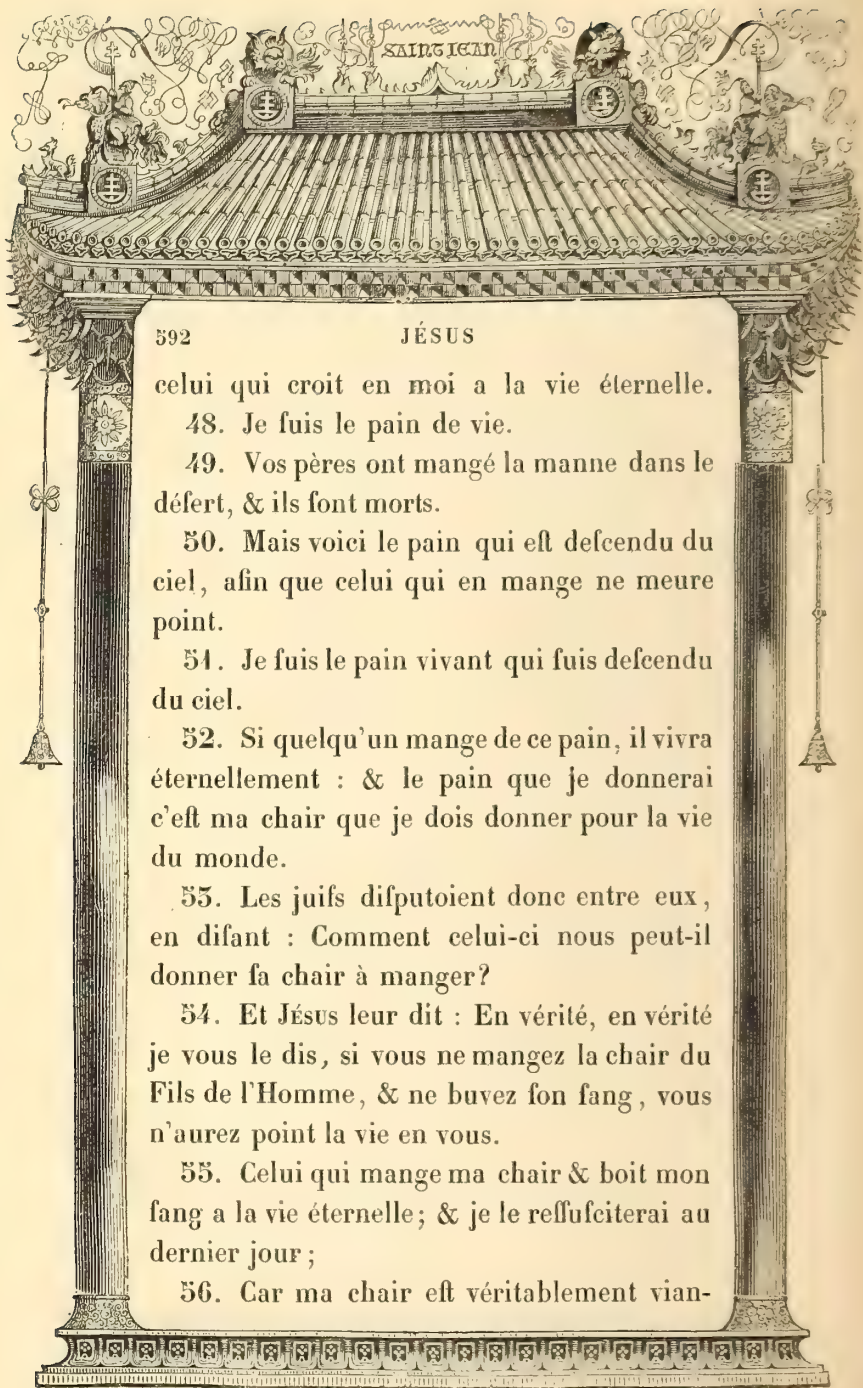 SAINT IEAN
592 JÉSUS
celui qui croit en moi a la vie éternelle.
48. Je ſuis le pain de vie.
49. Vos pères ont mangé la manne dans le
déſert, & ils ſont morts.
50. Mais voici le pain qui eſt deſcendu du
ciel, afin que celui qui en mange ne meure
point.
51. Je ſuis le pain vivant qui ſuis deſcendu
du ciel.
52. Si quelqu'un mange de ce pain, il vivra
éternellement : & le pain que je donnerai
c'eſt ma chair que je dois donner pour la vie
du monde.
53. Les juifs diſputoient donc entre eux,
en diſant : Comment celui-ci nous peut-il
donner ſa chair à manger?
54. Et JÉSUS leur dit : En vérité, en vérité
je vous le dis, si vous ne mangez la chair du
Fils de l'Homme, & ne buvez ſon ſang, vous
n'aurez point la vie en vous.
55. Celui qui mange ma chair & boit mon
ſang a la vie éternelle; & je le reſſuſciterai au
dernier jour;
56. Car ma chair eſt véritablement vian-